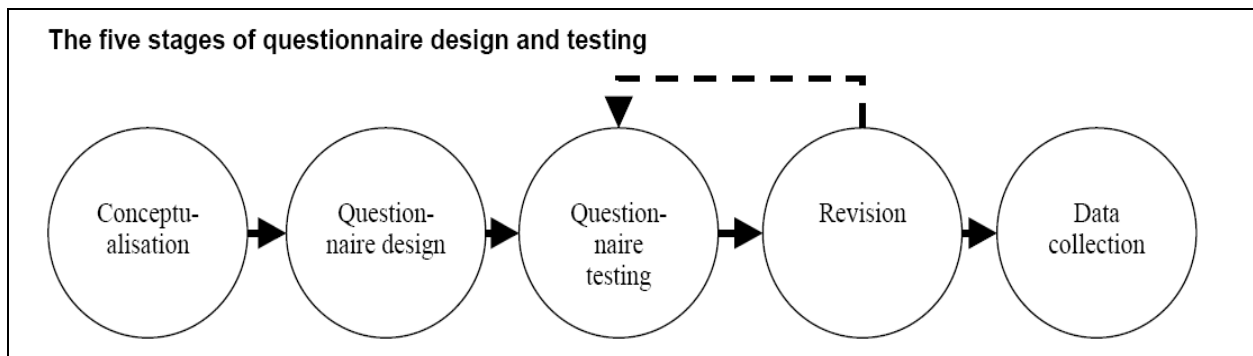 The five stages of questionnaire design and testing
Conceptu-
alisation
Question-
naire design
Question-
naire
testing
Revision
Data
collection